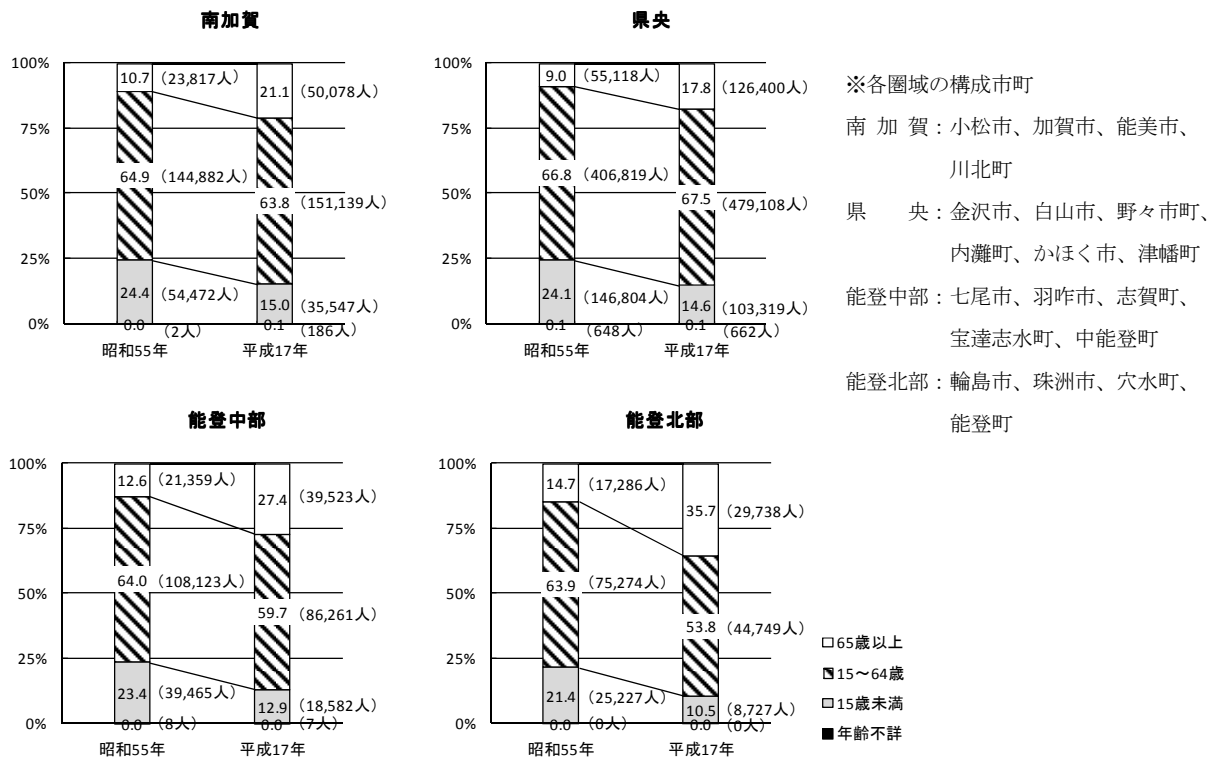 南加賀
100%
75%
50%
25%
0%
10.7 (23,817人)
64.9 (144,882人)
24.4 (54,472人)
0.0 (2人)
21.1 (50,078人)
63.8 (151,139人)
15.0 (35,547人)
0.1 (186人)
昭和55年 平成17年
県央
100%
75%
50%
25%
0%
9.0 (55,118人)
66.8 (406,819人)
24.1 (146,804人)
0.1 (648人)
17.8 (126,400人)
67.5 (479,108人)
14.6 (103,319人)
0.1 (662人)
昭和55年 平成17年
※各圏域の構成市町
南加賀：小松市、加賀市、能美市、
川北町
県央：金沢市、白山市、野々市町、
内灘町、かほく市、津幡町
能登中部：七尾市、羽咋市、志賀町、
宝達志水町、中能登町
能登北部：輪島市、珠洲市、穴水町、
能登町
能登中部
100%
75%
50%
25%
0%
12.6 (21,359人)
64.0 (108,123人)
23.4 (39,465人)
0.0 (8人)
27.4 (39,523人)
59.7 (86,261人)
12.9 (18,582人)
0.0 (7人)
昭和55年 平成17年
能登北部
100%
75%
50%
25%
0%
14.7 (17,286人)
63.9 (75,274人)
21.4 (25,227人)
0.0 (0人)
35.7 (29,738人)
53.8 (44,749人)
10.5 (8,727人)
0.0 (0人)
昭和55年 平成17年
65歳以上
15～64歳
15歳未満
年齢不詳